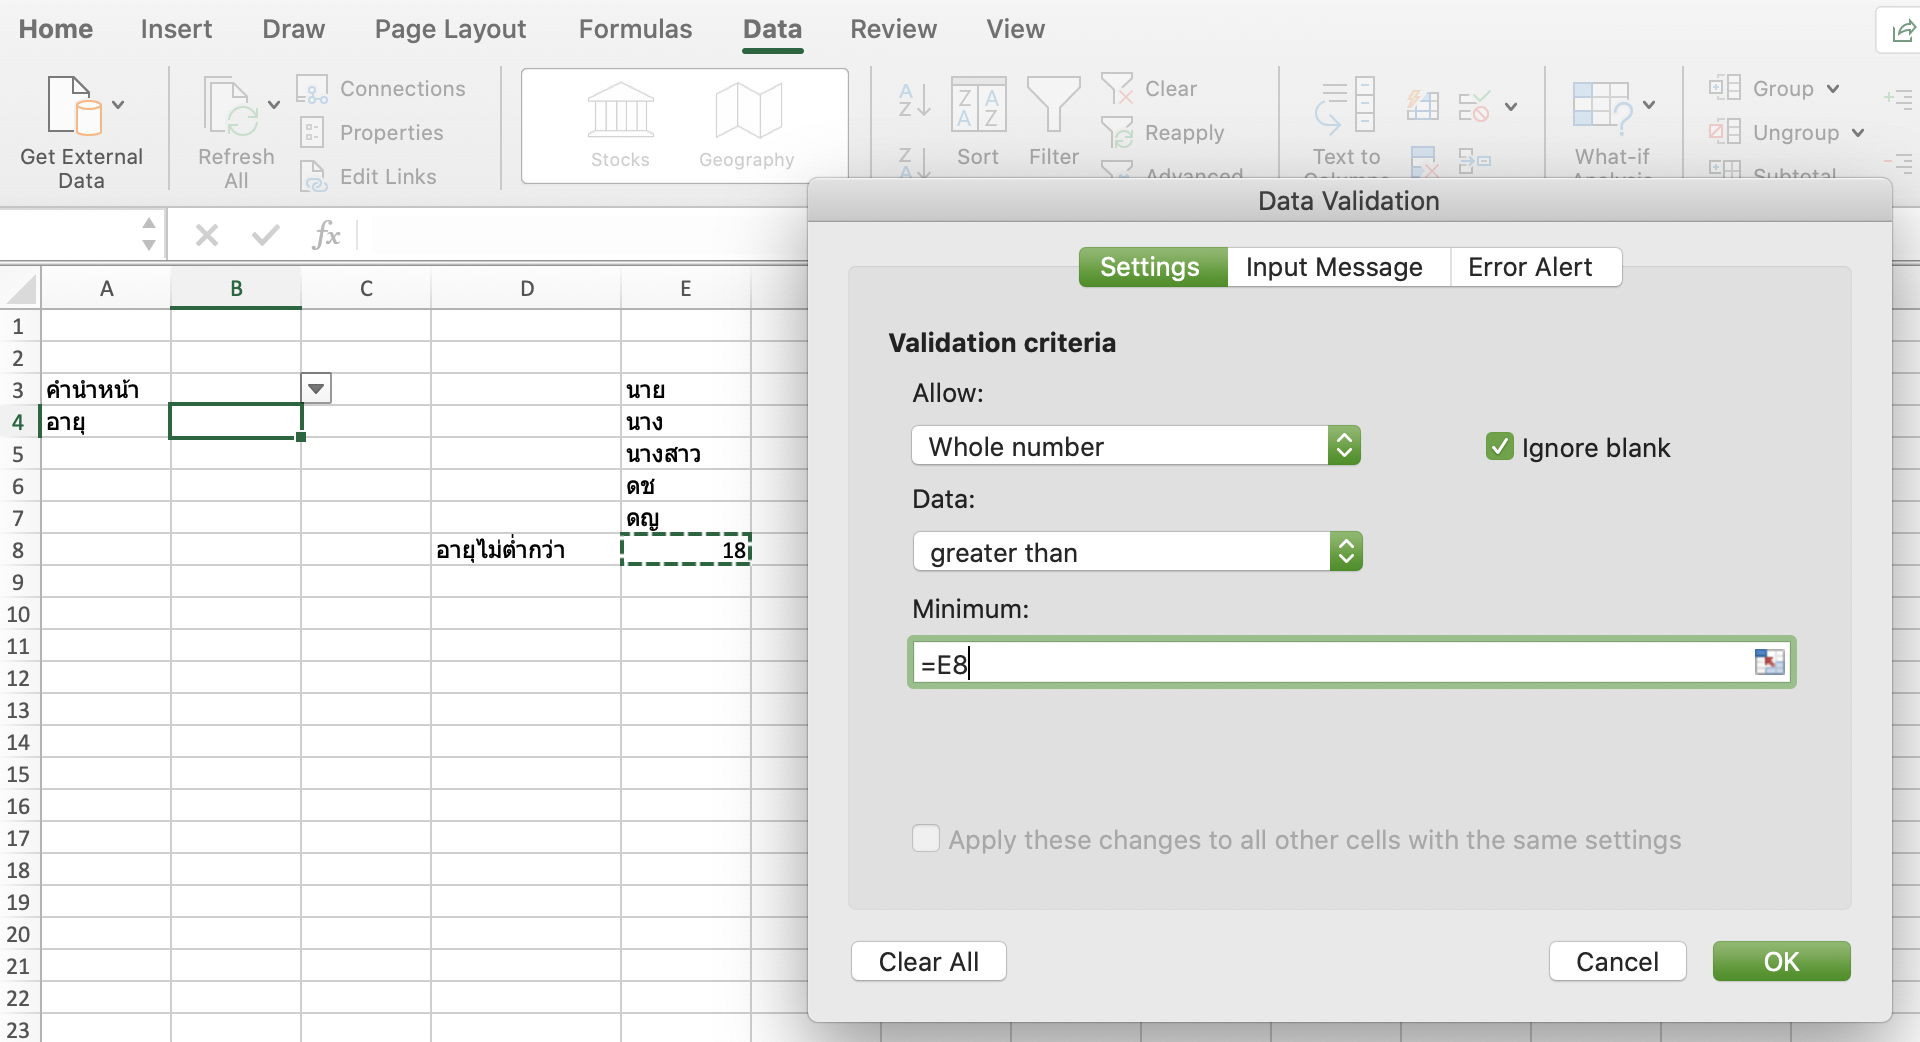 Home Insert Draw Page Layout Formulas Data Review View
Get External Data
Refresh All
Connections
Properties
Edit Links
Stocks Geography
A Z
Z A
Z A A Z
Sort Filter
Clear
Reapply
Advanced
Text to Columns
What-if Analysis
Group
Ungroup
Subtotal
fx
A B C D E
1
2
3 คำนำหน้า นาย
4 อายุ นาง
5 นางสาว
6 ดช
7 ดญ
8 อายุไม่ต่ำกว่า 18
9
10
11
12
13
14
15
16
17
18
19
20
21
22
23
Data Validation
Settings Input Message Error Alert
Validation criteria
Allow:
Whole number Ignore blank
Data:
greater than
Minimum:
=E8
Apply these changes to all other cells with the same settings
Clear All Cancel OK